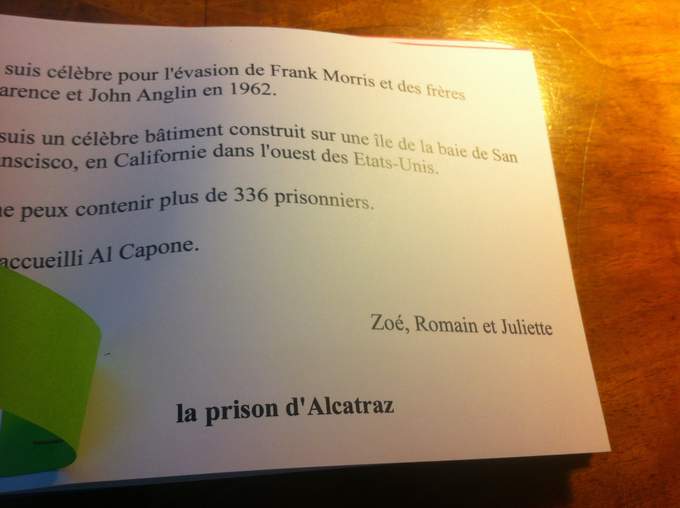 suis célèbre pour l'évasion de Frank Morris et des frères
arence et John Anglin en 1962.
suis un célèbre bâtiment construit sur une île de la baie de San
nscisco, en Californie dans l'ouest des Etats-Unis.
e peux contenir plus de 336 prisonniers.
accueilli Al Capone.
Zoé, Romain et Juliette
la prison d'Alcatraz